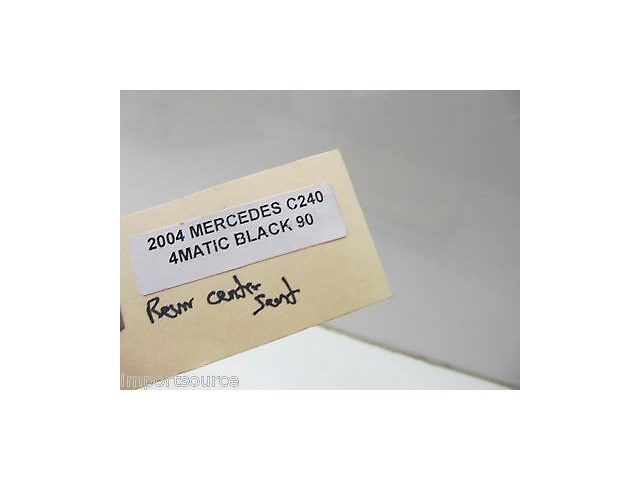 2004 MERCEDES C240
4MATIC BLACK 90
Rear center
Seat
importsource